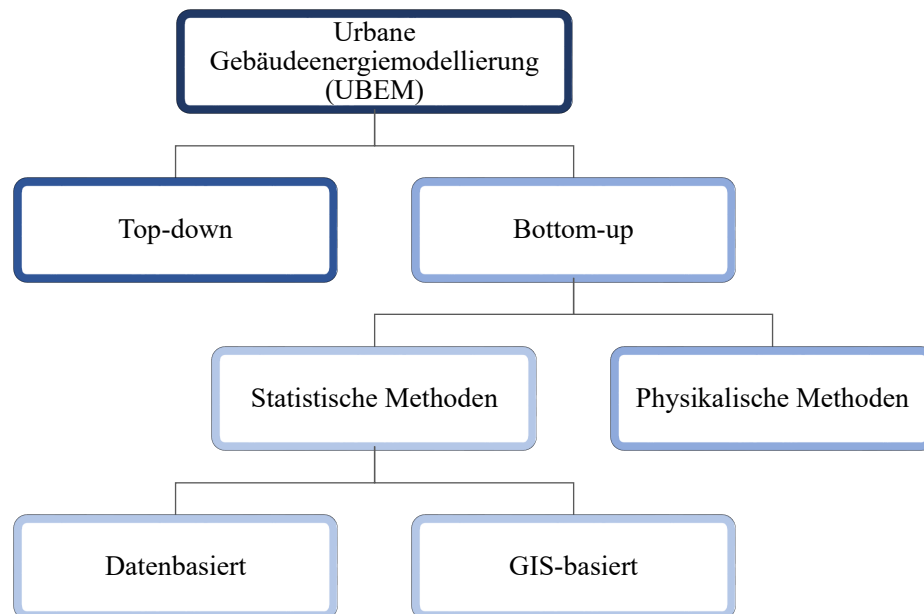 Urbane
Gebäudeenergiemodellierung
(UBEM)
Top-down
Bottom-up
Statistische Methoden
Physikalische Methoden
Datenbasiert
GIS-basiert